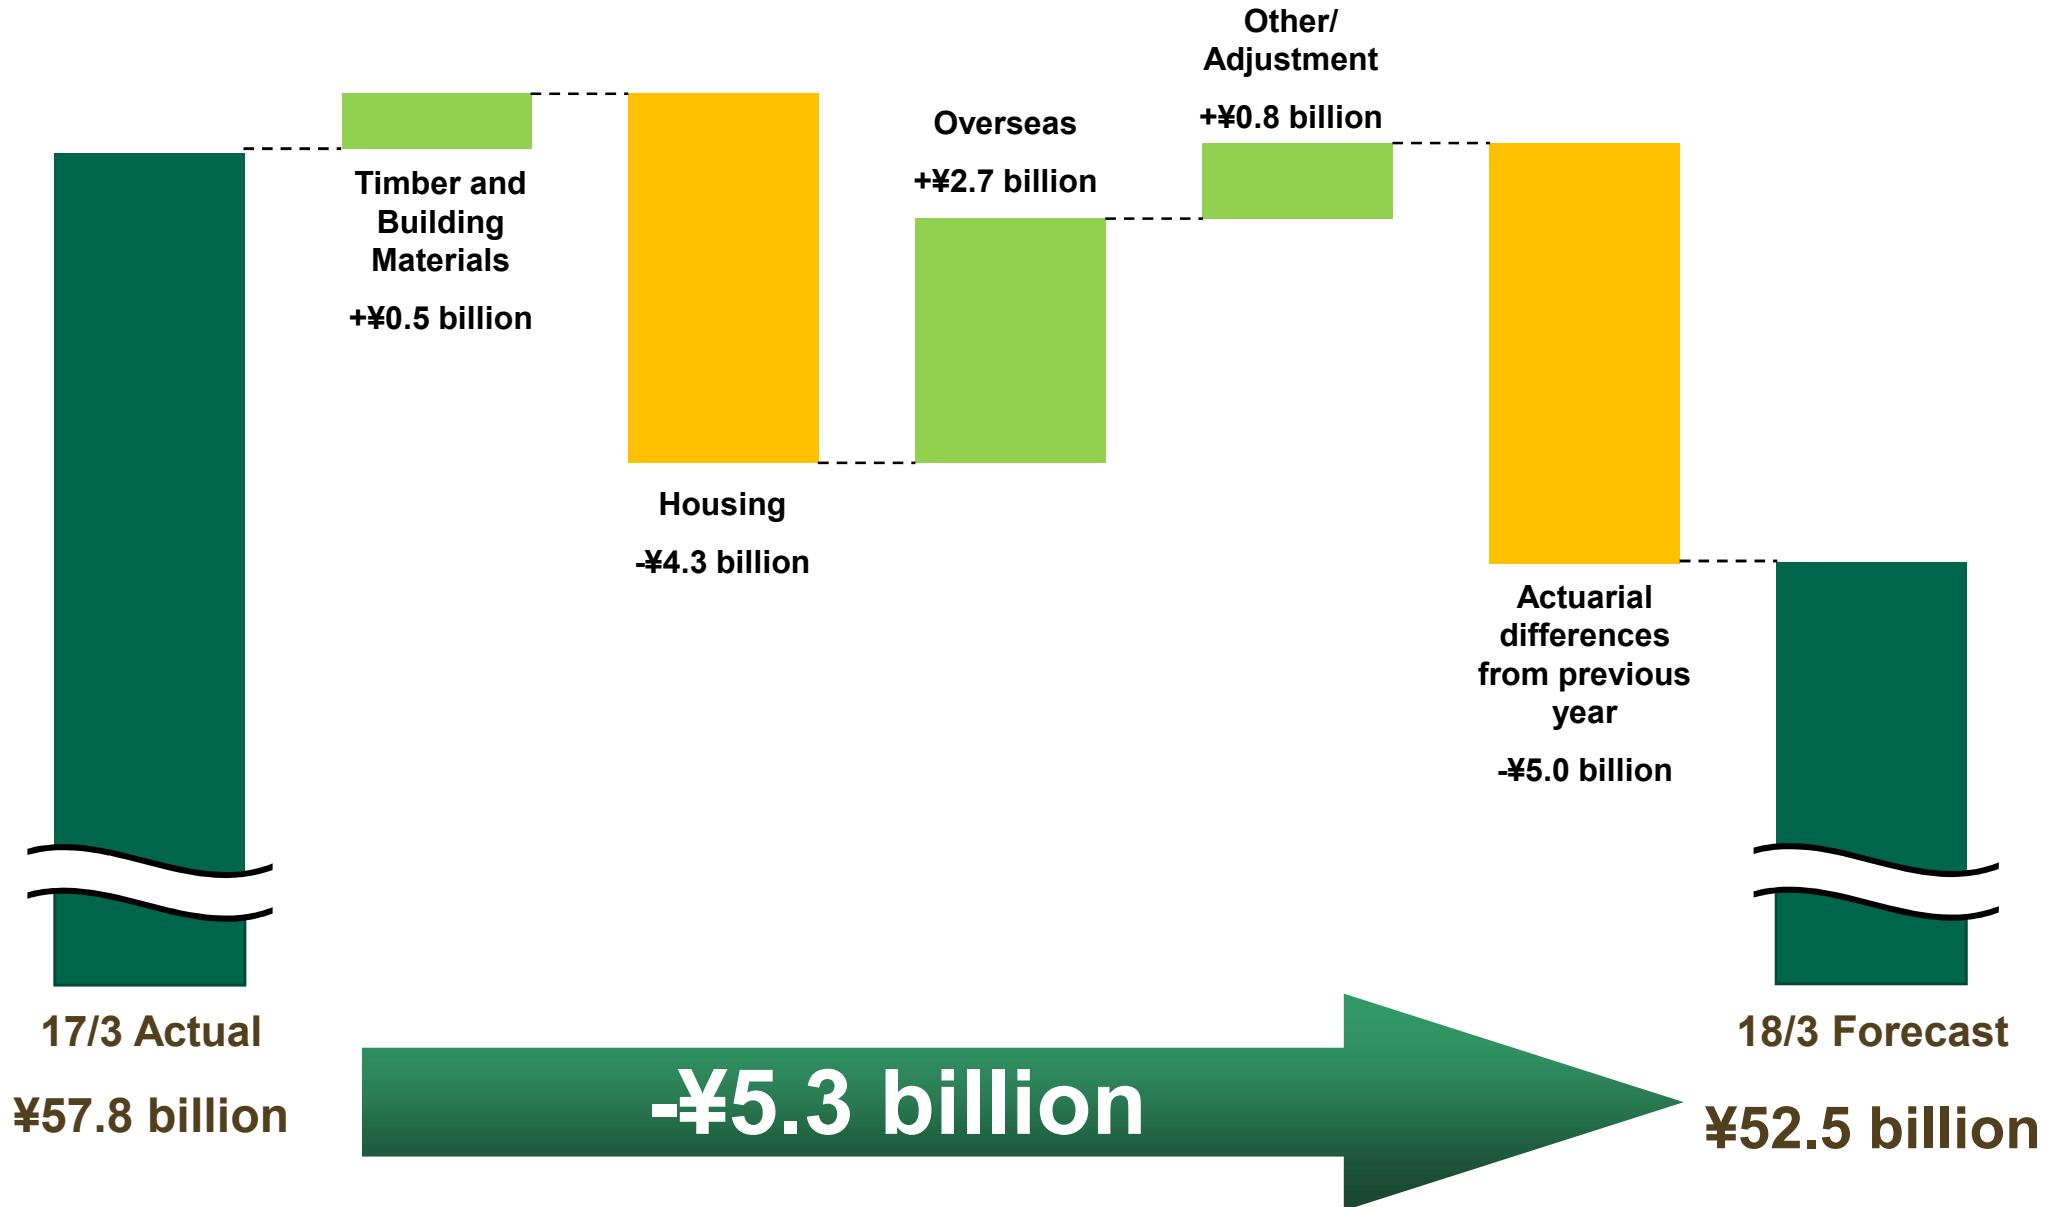 Other/
Adjustment
+¥0.8 billion
Overseas
+¥2.7 billion
Timber and
Building
Materials
+¥0.5 billion
Housing
-¥4.3 billion
Actuarial
differences
from previous
year
-¥5.0 billion
17/3 Actual
¥57.8 billion
-¥5.3 billion
18/3 Forecast
¥52.5 billion